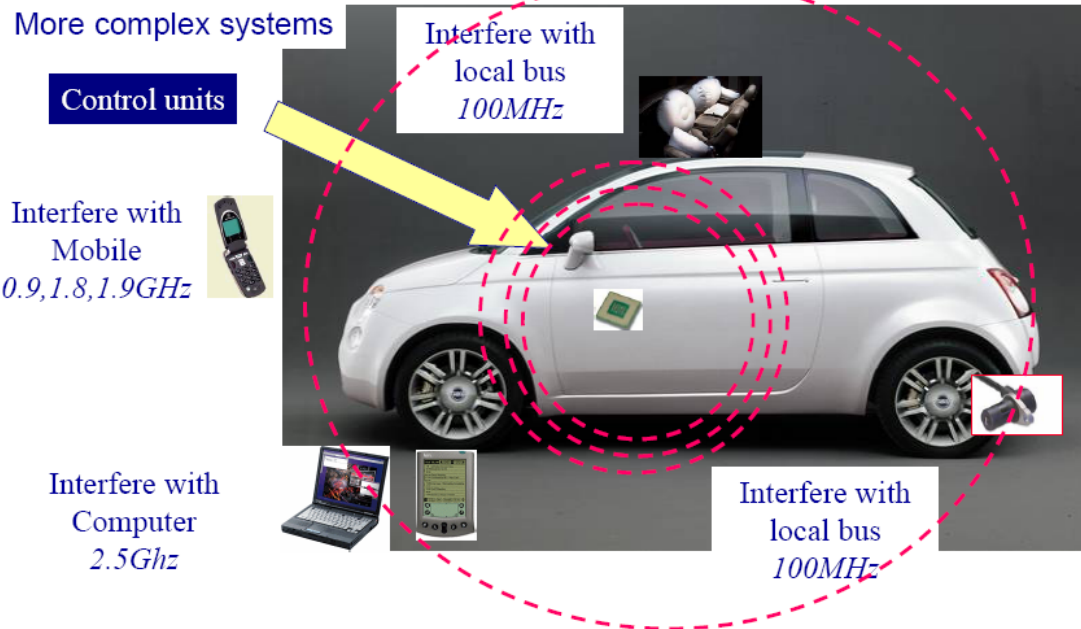 More complex systems
Control units
Interfere with
local bus
100MHz
Interfere with
Mobile
0.9,1.8,1.9GHz
Interfere with
Computer
2.5Ghz
Interfere with
local bus
100MHz